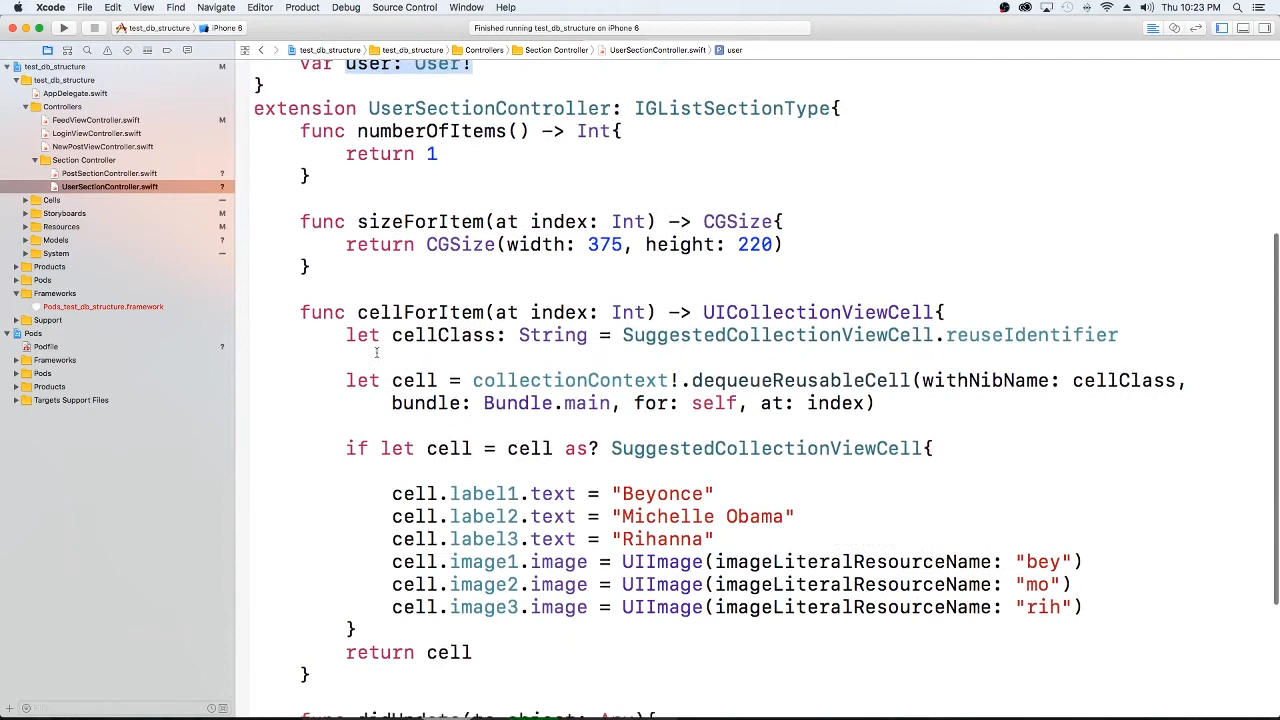 Xcode File Edit View Find Navigate Editor Product Debug Source Control Window Help Thu 10:23 PM
test_db_structure iPhone 6 Finished running test_db_structure on iPhone 6
test_db_structure test_db_structure Controllers Section Controller UserSectionController.swift P user
test_db_structure M
test_db_structure
AppDelegate.swift
Controllers
FeedViewController.swift M
LoginViewController.swift
NewPostViewController.swift
Section Controller
PostSectionController.swift ?
UserSectionController.swift ?
Cells
Storyboards M
Resources M
Models M
System
Products
Pods
Frameworks
Pods_test_db_structure.framework
Support
Pods
Podfile ?
Frameworks
Pods
Products
Targets Support Files
var user: User!
}
extension UserSectionController: IGListSectionType{
func numberOfItems() -> Int{
return 1
}
func sizeForItem(at index: Int) -> CGSize{
return CGSize(width: 375, height: 220)
}
func cellForItem(at index: Int) -> UICollectionViewCell{
let cellClass: String = SuggestedCollectionViewCell.reuseIdentifier
let cell = collectionContext!.dequeueReusableCell(withNibName: cellClass,
bundle: Bundle.main, for: self, at: index)
if let cell = cell as? SuggestedCollectionViewCell{
cell.label1.text = "Beyonce"
cell.label2.text = "Michelle Obama"
cell.label3.text = "Rihanna"
cell.image1.image = UIImage(imageLiteralResourceName: "bey")
cell.image2.image = UIImage(imageLiteralResourceName: "mo")
cell.image3.image = UIImage(imageLiteralResourceName: "rih")
}
return cell
}
func didUpdate(to object: Any){